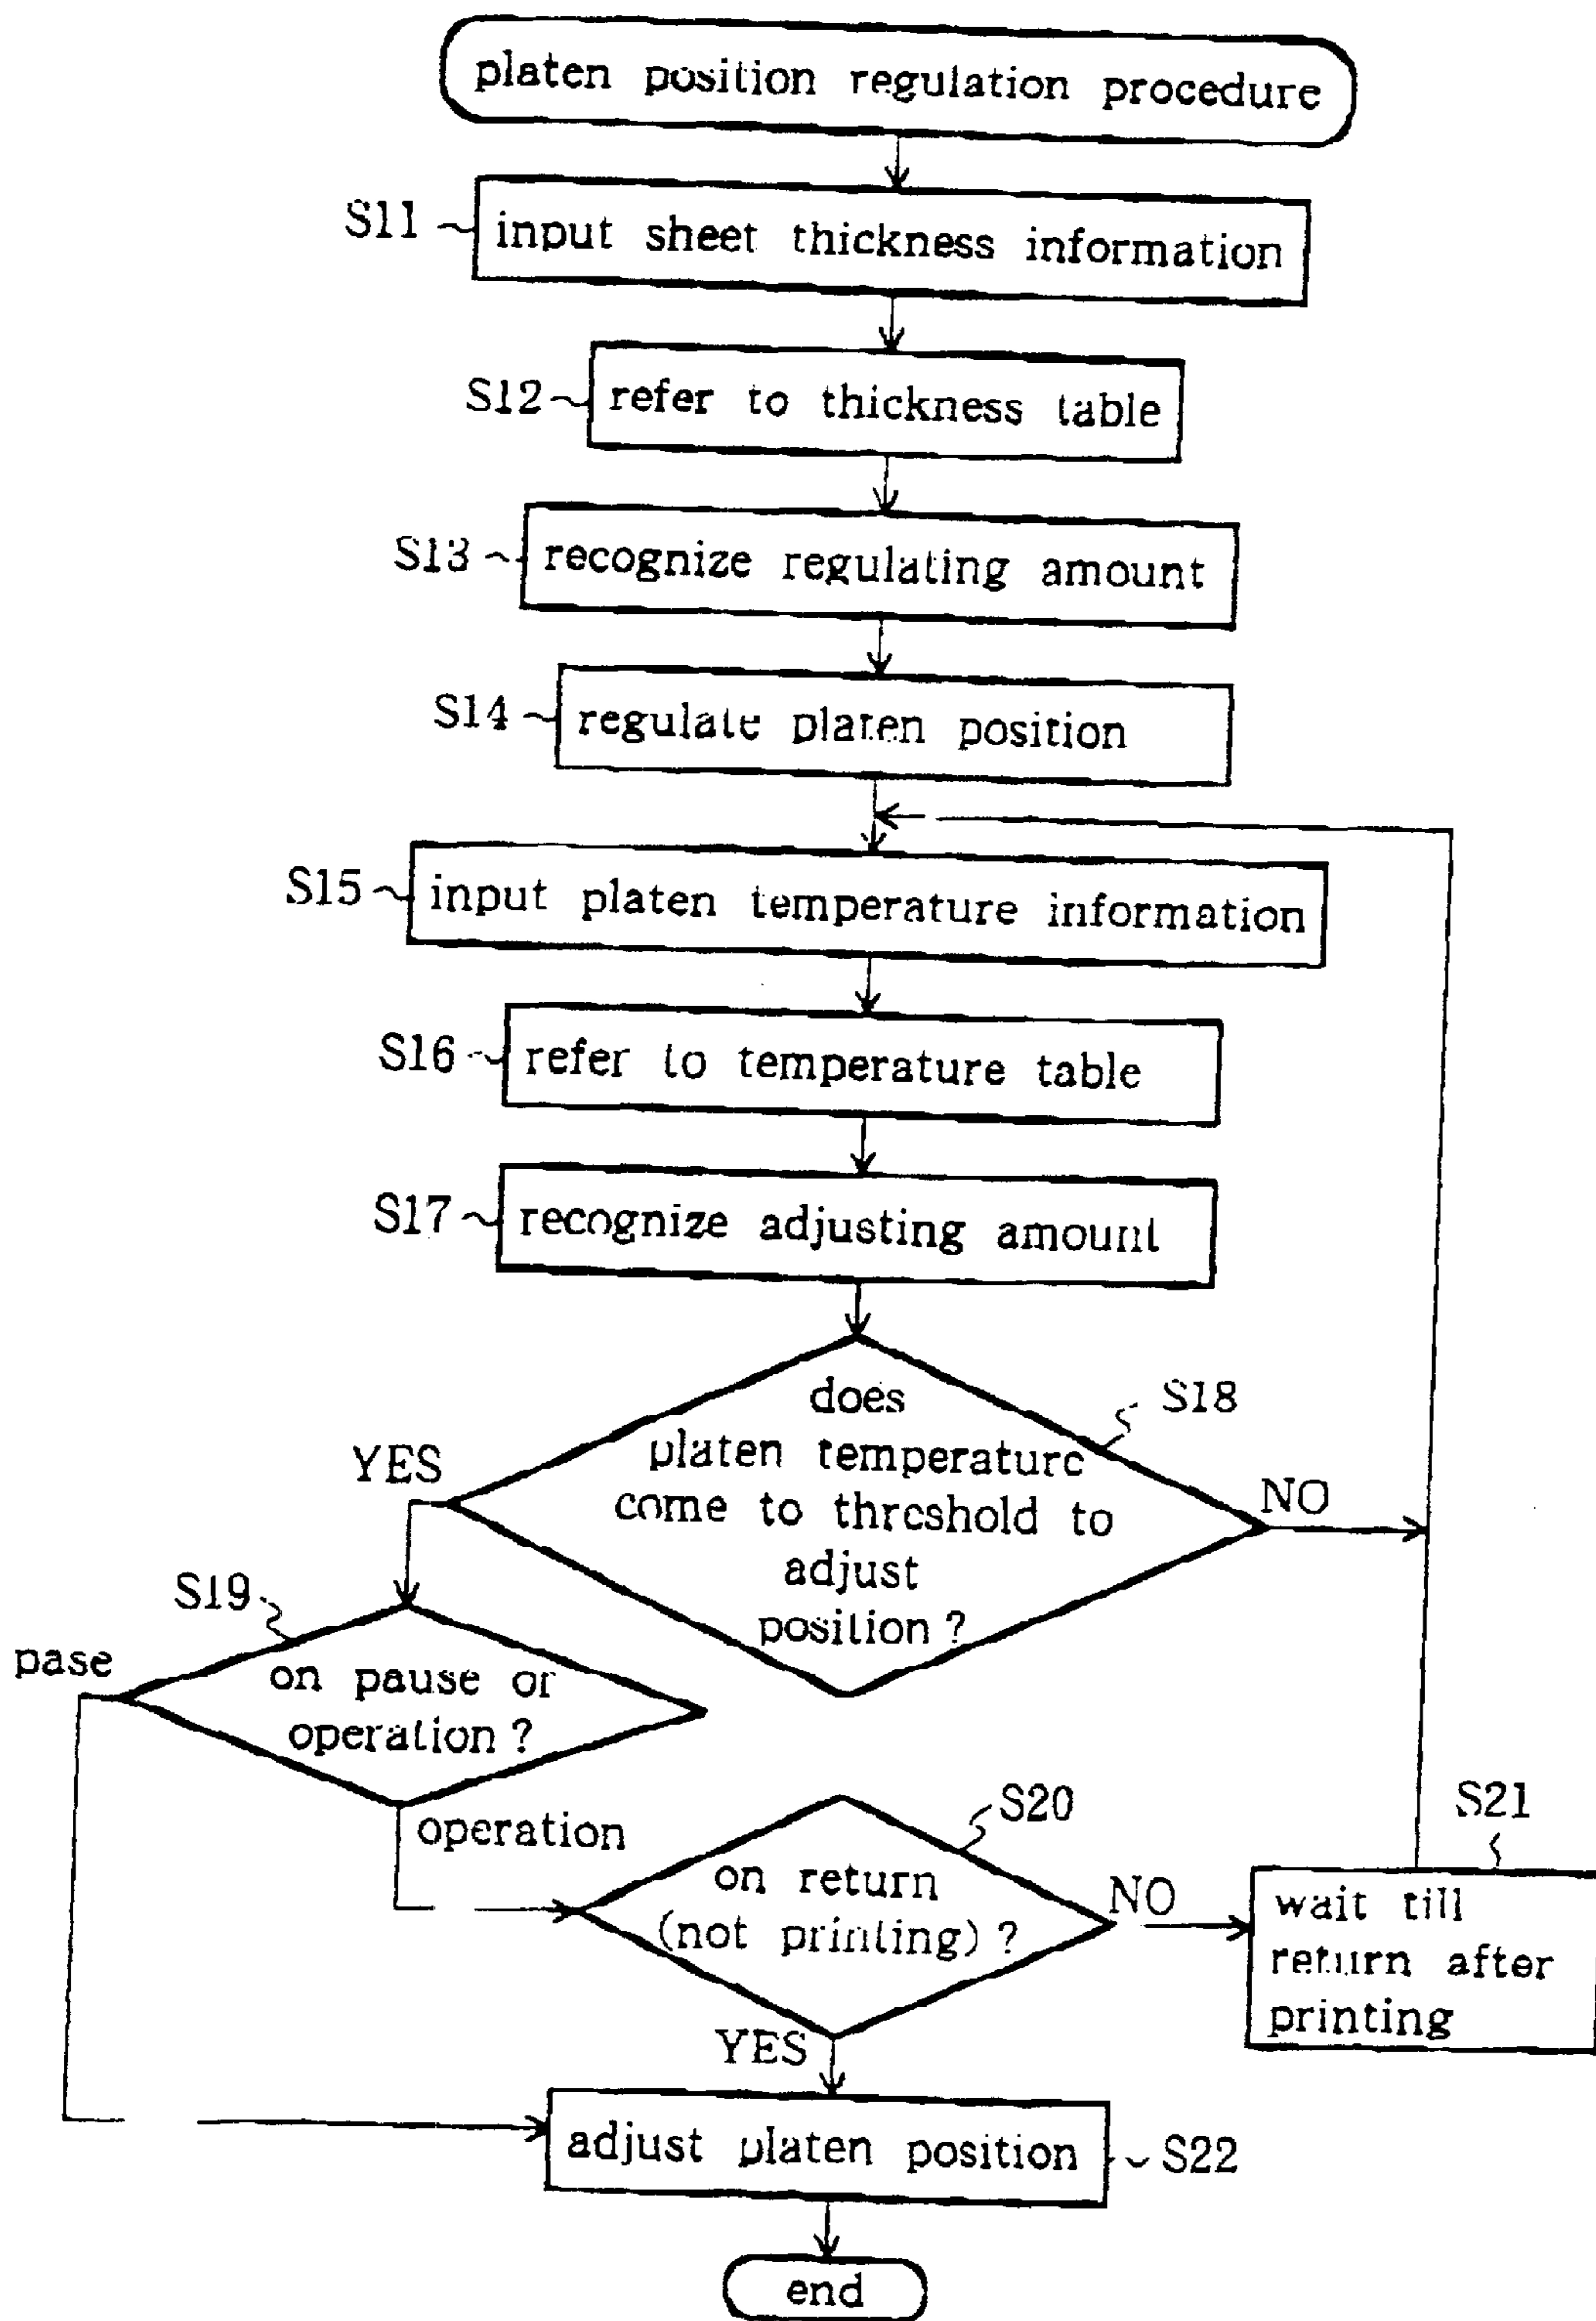 platen position regulation procedure
S11
input sheet thickness information
S12
refer to thickness table
S13
recognize regulating amount
S14
regulate platen position
S15
input platen temperature information
S16
refer to temperature table
S17
recognize adjusting amount
S18
does
platen temperature
come to threshold to
adjust
position ?
YES
NO
S19
pase
on pause or
operation ?
operation
S20
on return
(not printing) ?
NO
YES
S21
wait till
return after
printing
adjust platen position
S22
end